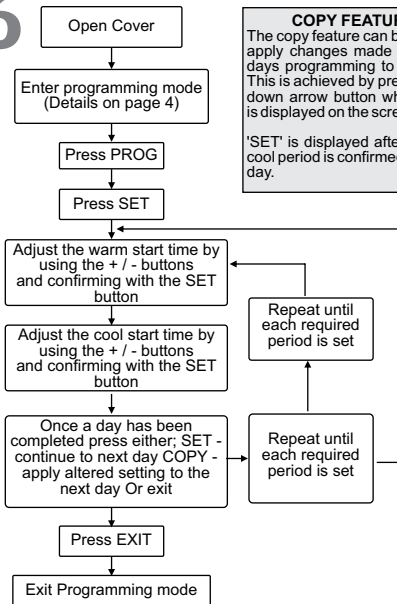 Open Cover
Enter programming mode
(Details on page 4)
Press PROG
Press SET
Adjust the warm start time by
using the + / - buttons
and confirming with the SET
button
Adjust the cool start time by
using the + / - buttons
and confirming with the SET
button
Once a day has been
completed press either; SET -
continue to next day COPY -
apply altered setting to the
next day Or exit
Press EXIT
Exit Programming mode
Repeat until
each required
period is set
Repeat until
each required
period is set
COPY
The copy feature can
apply changes made
days programming to
This is achieved by
down arrow button
is displayed on the
'SET' is displayed
cool period is confirmed
day.